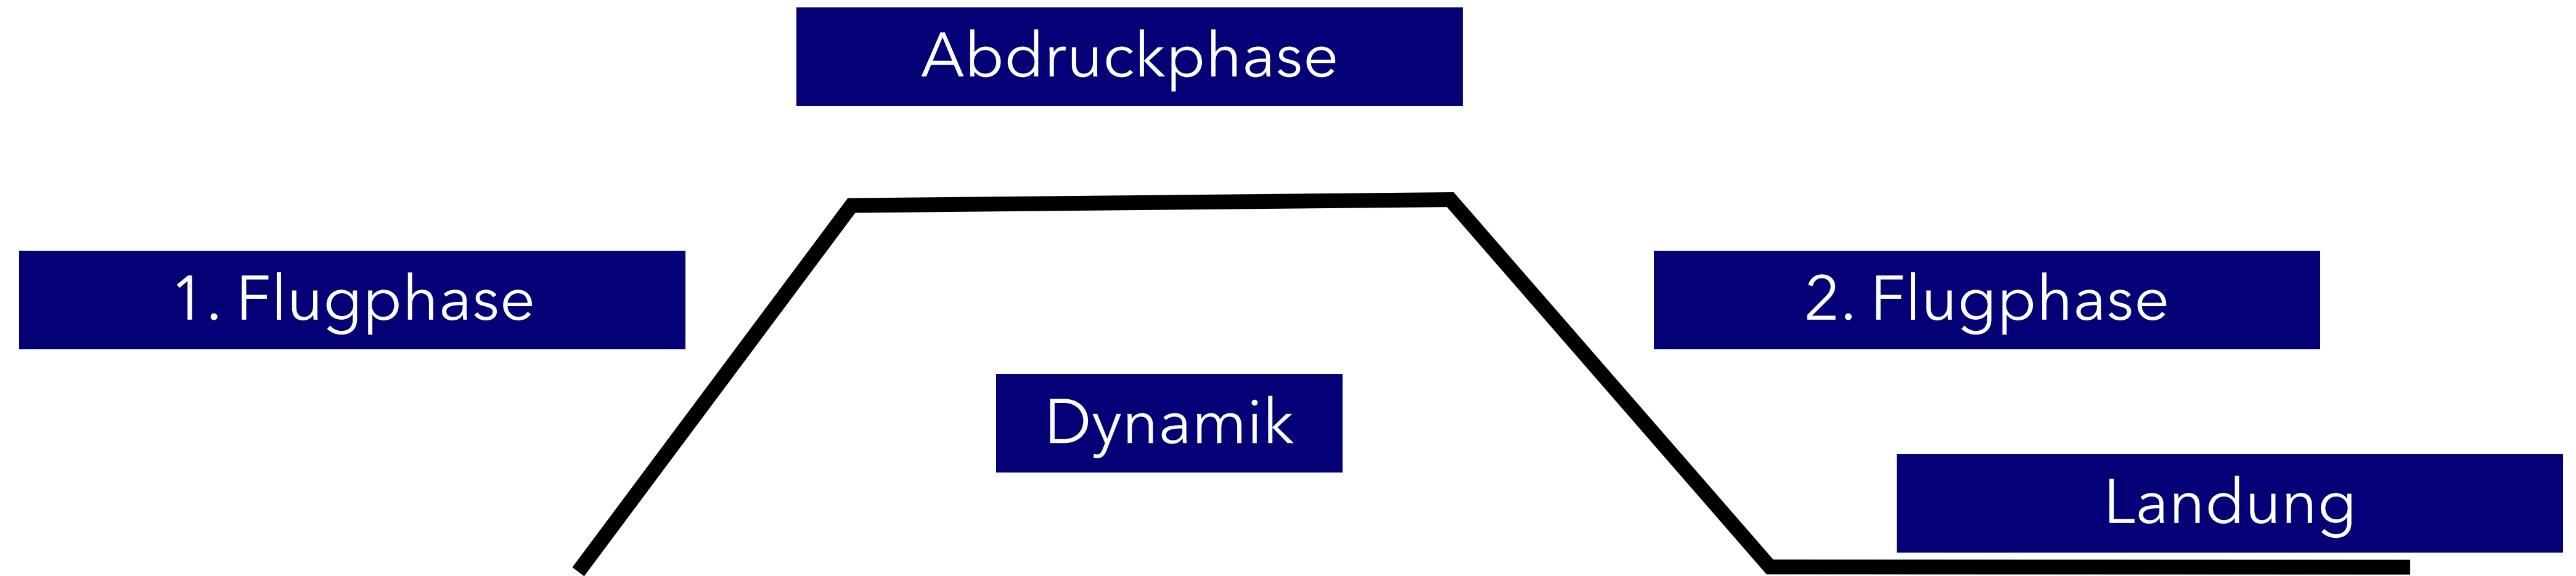 Abdruckphase
1. Flugphase
2. Flugphase
Dynamik
Landung